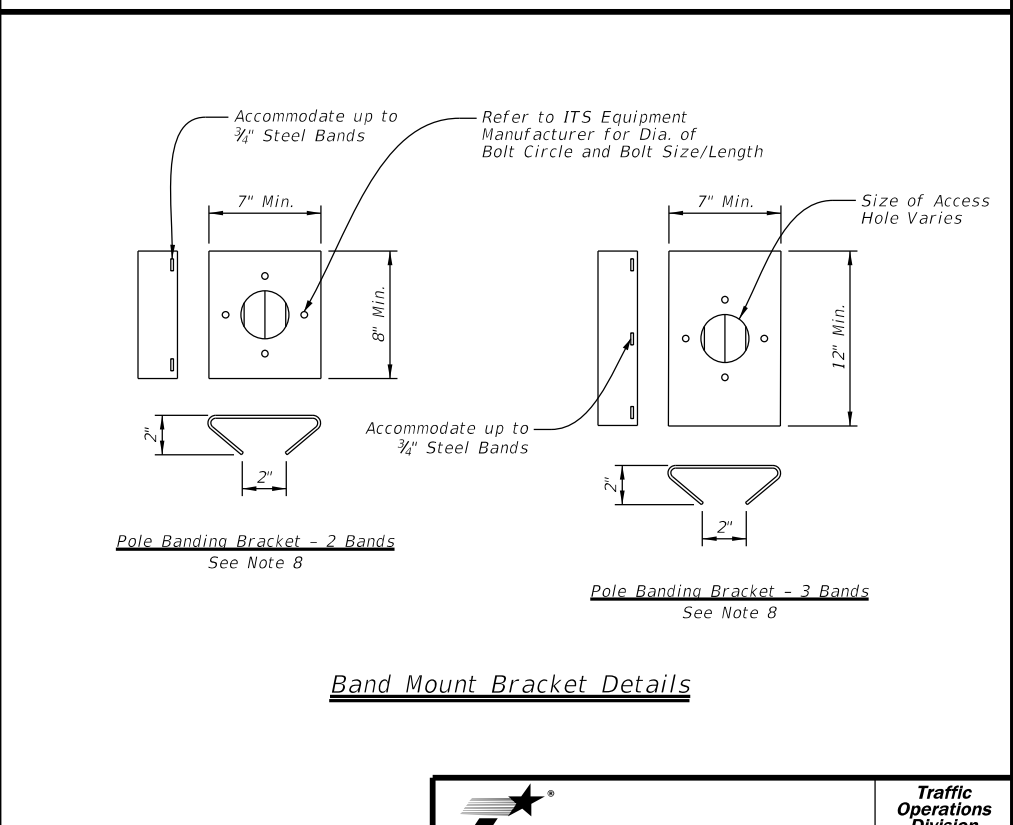 Accommodate up to
¾" Steel Bands
Refer to ITS Equipment
Manufacturer for Dia. of
Bolt Circle and Bolt Size/Length
7" Min.
8" Min.
2"
2"
Pole Banding Bracket - 2 Bands
See Note 8
7" Min.
Size of Access
Hole Varies
12" Min.
Accommodate up to
¾" Steel Bands
2"
2"
Pole Banding Bracket - 3 Bands
See Note 8
Band Mount Bracket Details
®
Traffic
Operations
Division